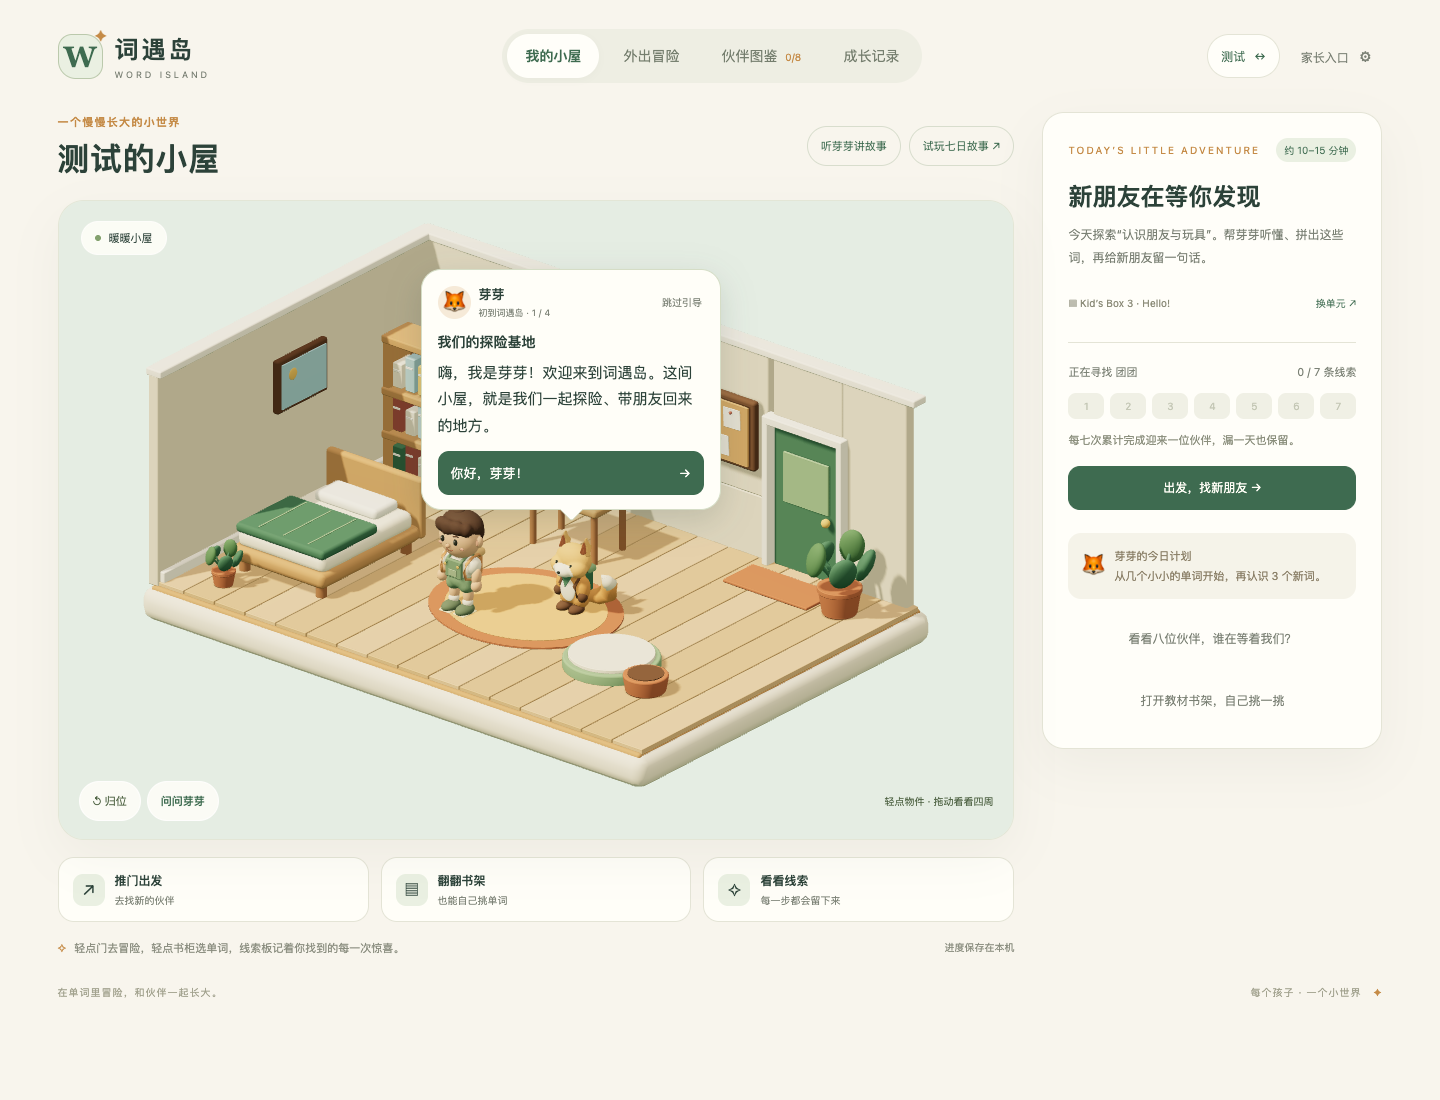 W 词遇岛
WORD ISLAND
我的小屋
外出冒险
伙伴图鉴 0/8
成长记录
测试 ↔
家长入口 ⚙
一个慢慢长大的小世界
测试的小屋
听芽芽讲故事
试玩七日故事 ↗
暖暖小屋
芽芽
初到词遇岛 · 1 / 4
跳过引导
我们的探险基地
嗨，我是芽芽！欢迎来到词遇岛。这间
小屋，就是我们一起探险、带朋友回来
的地方。
你好，芽芽！ →
归位
问问芽芽
轻点物件 · 拖动看看四周
推门出发
去找新的伙伴
翻翻书架
也能自己挑单词
看看线索
每一步都会留下来
轻点门去冒险，轻点书柜选单词，线索板记着你找到的每一次惊喜。
进度保存在本机
TODAY'S LITTLE ADVENTURE
约 10–15 分钟
新朋友在等你发现
今天探索“认识朋友与玩具”。帮芽芽听懂、拼出这些
词，再给新朋友留一句话。
Kid's Box 3 · Hello!
换单元 ↗
正在寻找 团团
0 / 7 条线索
1 2 3 4 5 6 7
每七次累计完成迎来一位伙伴，漏一天也保留。
出发，找新朋友 →
芽芽的今日计划
从几个小小的单词开始，再认识 3 个新词。
看看八位伙伴，谁在等着我们？
打开教材书架，自己挑一挑
在单词里冒险，和伙伴一起长大。
每个孩子 · 一个小世界